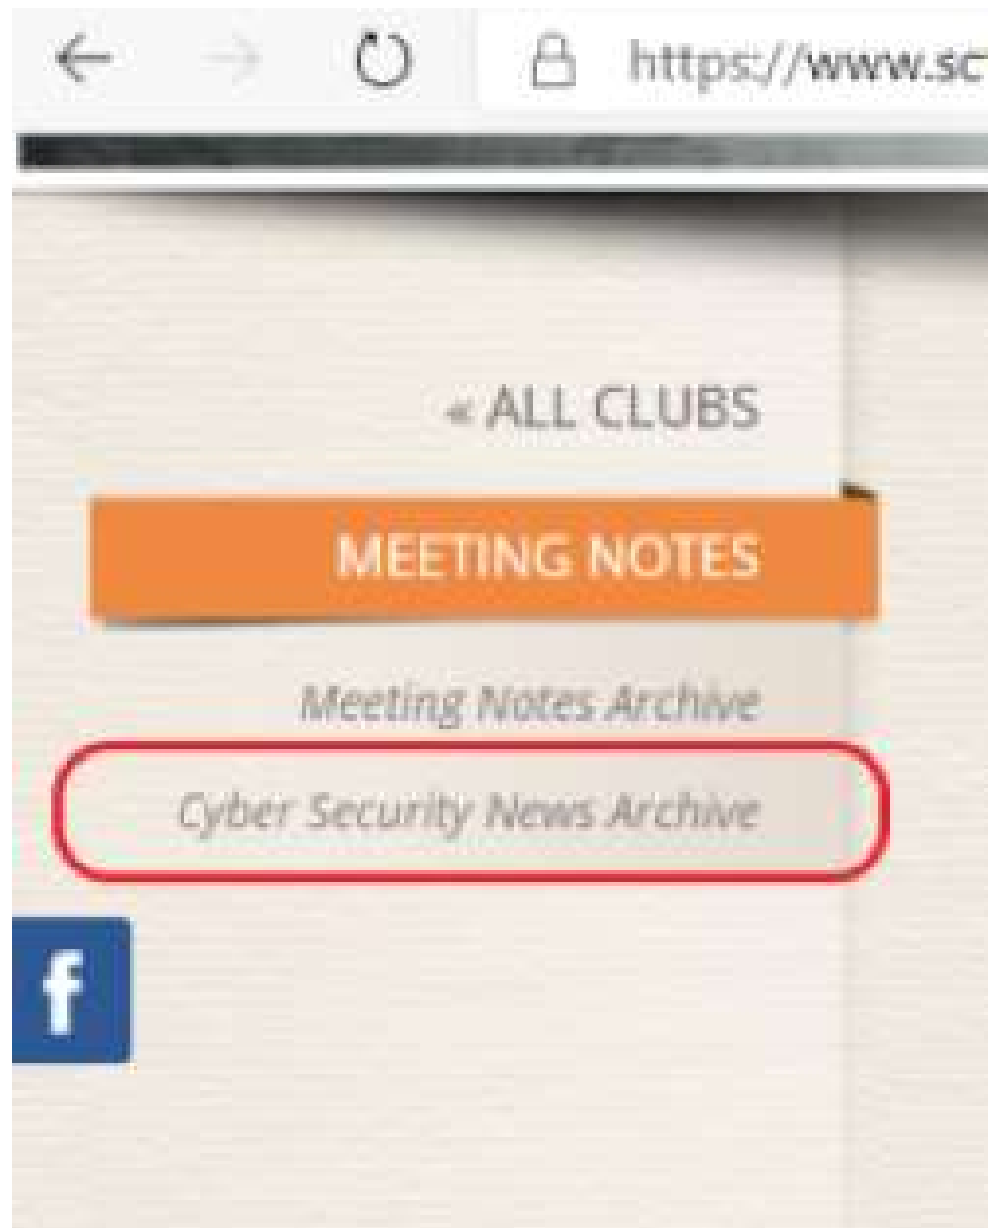 https://www.sc
« ALL CLUBS
MEETING NOTES
Meeting Notes Archive
Cyber Security News Archive
f